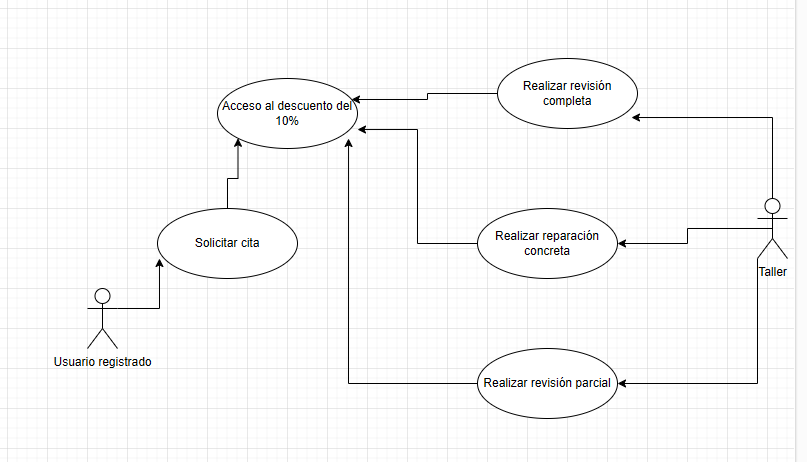 Realizar revisión
completa
Acceso al descuento del
10%
Realizar reparación
concreta
Solicitar cita
Taller
Usuario registrado
Realizar revisión parcial